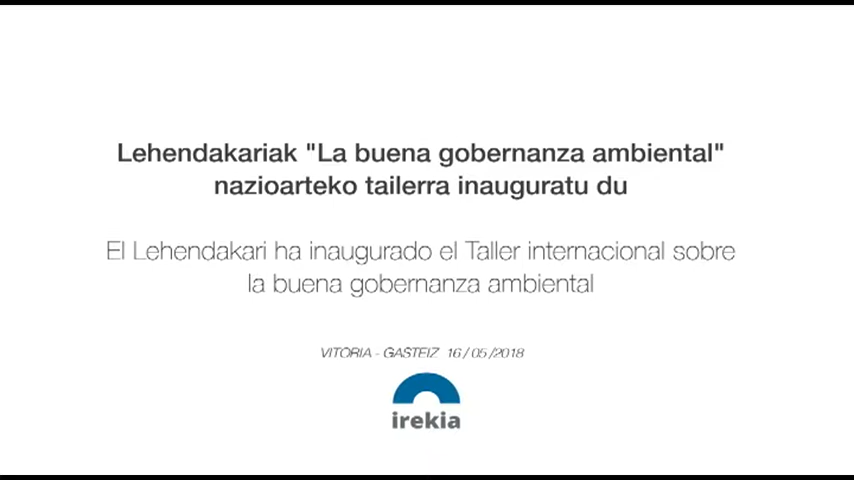 Lehendakariak "La buena gobernanza ambiental"
nazioarteko tailerra inauguratu du
El Lehendakari ha inaugurado el Taller internacional sobre
la buena gobernanza ambiental
VITORIA - GASTEIZ 16 / 05 /2018
irekia